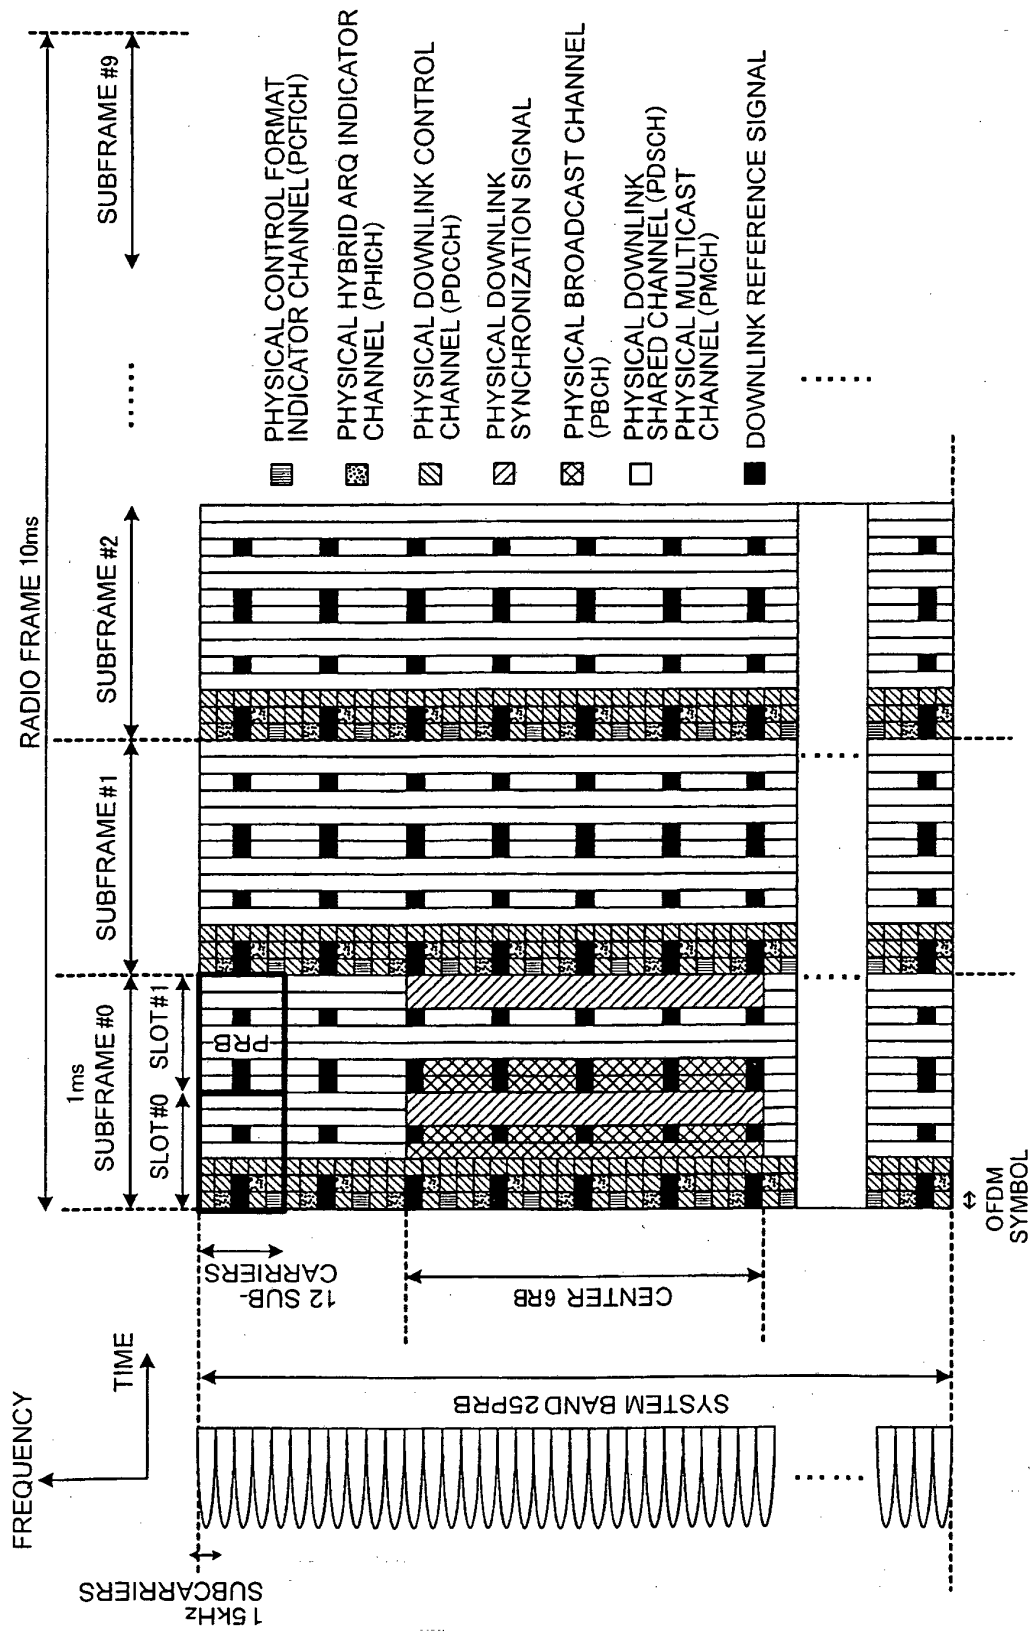 FREQUENCY
TIME
15kHz
SUBCARRIERS
SYSTEM BAND 25PRB
12 SUB-
CARRIERS
CENTER 6RB
OFDM
SYMBOL
RADIO FRAME 10ms
1ms
SUBFRAME #0
SUBFRAME #1
SUBFRAME #2
SUBFRAME #9
SLOT#0
SLOT#1
PRB
PHYSICAL CONTROL FORMAT
INDICATOR CHANNEL (PCFICH)
PHYSICAL HYBRID ARQ INDICATOR
CHANNEL (PHICH)
PHYSICAL DOWNLINK CONTROL
CHANNEL (PDCCH)
PHYSICAL DOWNLINK
SYNCHRONIZATION SIGNAL
PHYSICAL BROADCAST CHANNEL
(PBCH)
PHYSICAL DOWNLINK
SHARED CHANNEL (PDSCH)
PHYSICAL MULTICAST
CHANNEL (PMCH)
DOWNLINK REFERENCE SIGNAL